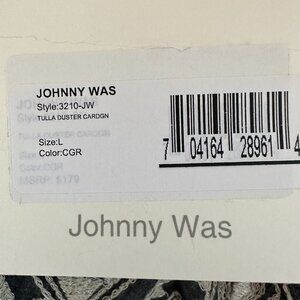 JOHNNY WAS
Style:3210-JW
TULLA DUSTER CARDGN
Size:L
Color:CGR
7 04164 28961 4
MSRP: $179
Johnny Was